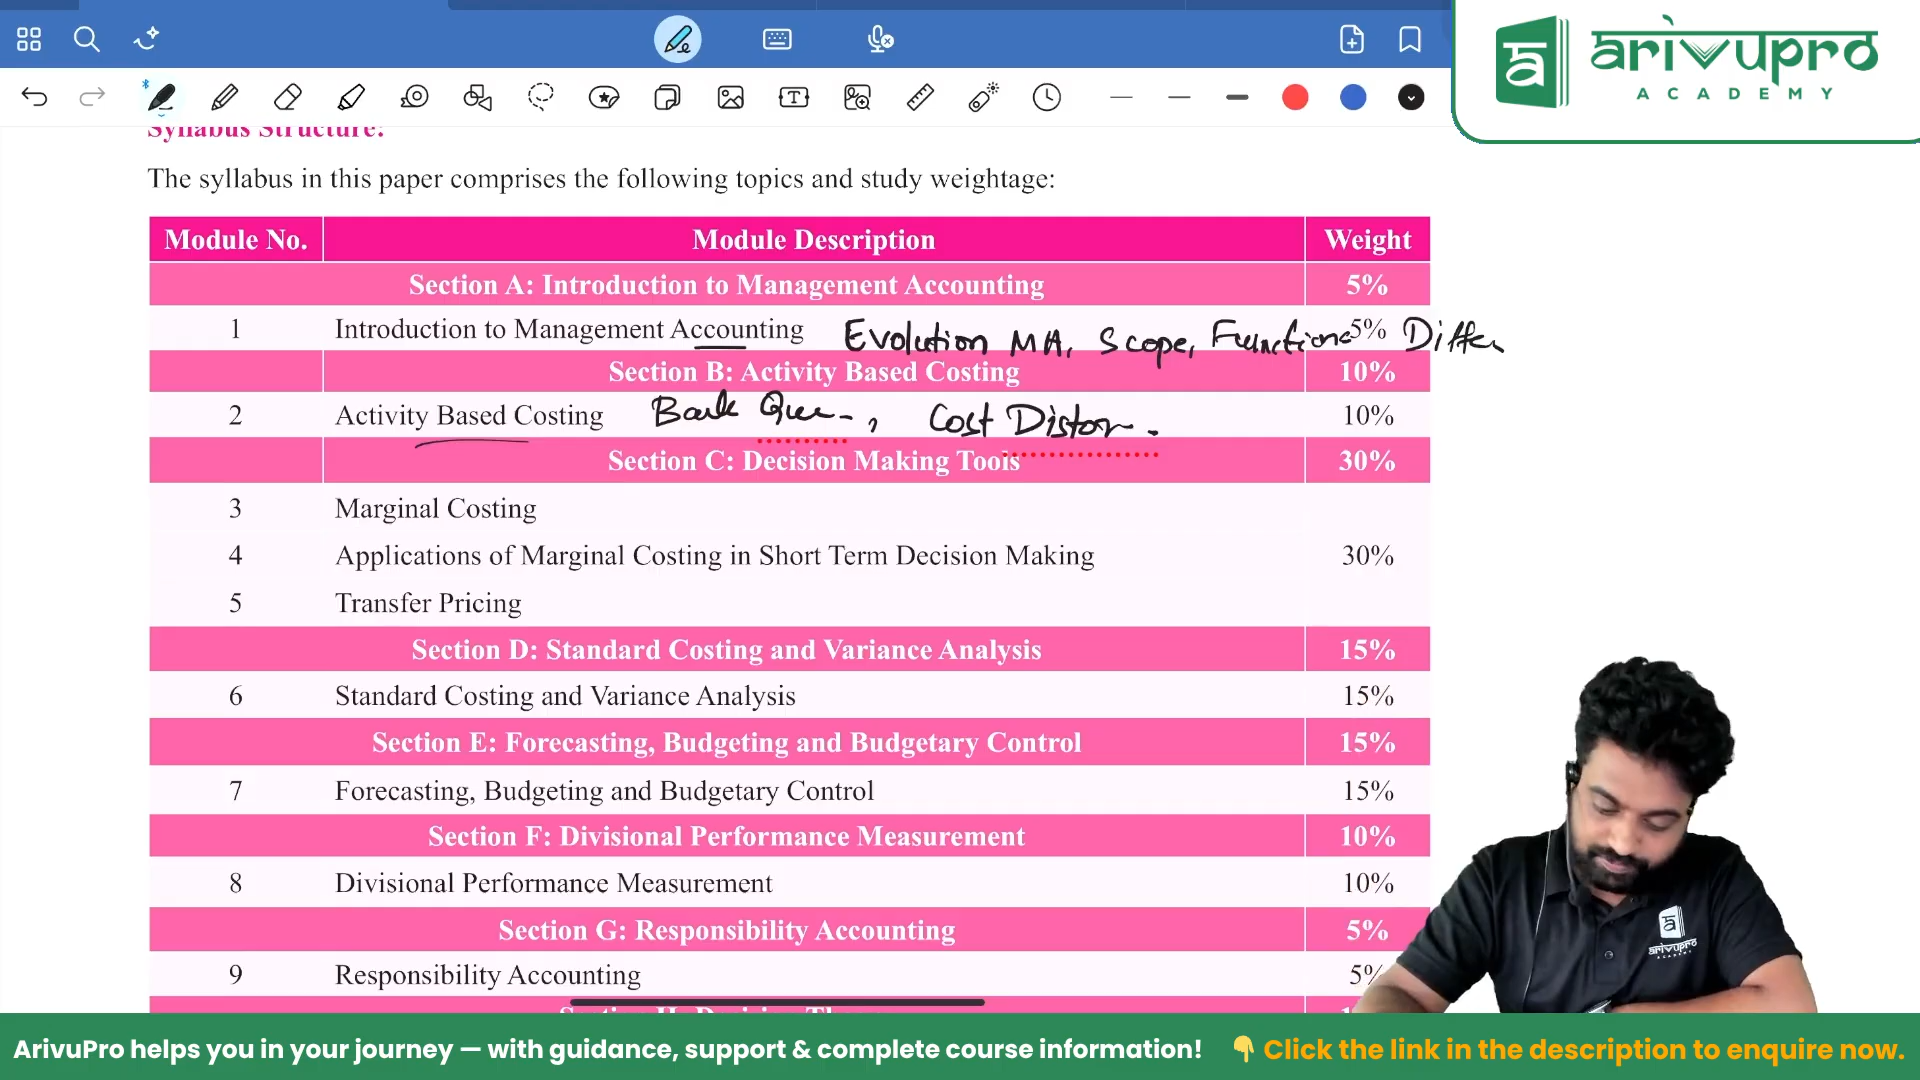 arivupro
ACADEMY
Syllabus Structure:
The syllabus in this paper comprises the following topics and study weightage:
Module No. Module Description Weight
Section A: Introduction to Management Accounting 5%
1 Introduction to Management Accounting Evolution MA, Scope, Functions 5% Differ
Section B: Activity Based Costing 10%
2 Activity Based Costing , Cost Distor - 10%
Section C: Decision Making Tools 30%
3 Marginal Costing
4 Applications of Marginal Costing in Short Term Decision Making 30%
5 Transfer Pricing
Section D: Standard Costing and Variance Analysis 15%
6 Standard Costing and Variance Analysis 15%
Section E: Forecasting, Budgeting and Budgetary Control 15%
7 Forecasting, Budgeting and Budgetary Control 15%
Section F: Divisional Performance Measurement 10%
8 Divisional Performance Measurement 10%
Section G: Responsibility Accounting 5%
9 Responsibility Accounting 5%
arivupro
ACADEMY
ArivuPro helps you in your journey — with guidance, support & complete course information! 👇 Click the link in the description to enquire now.